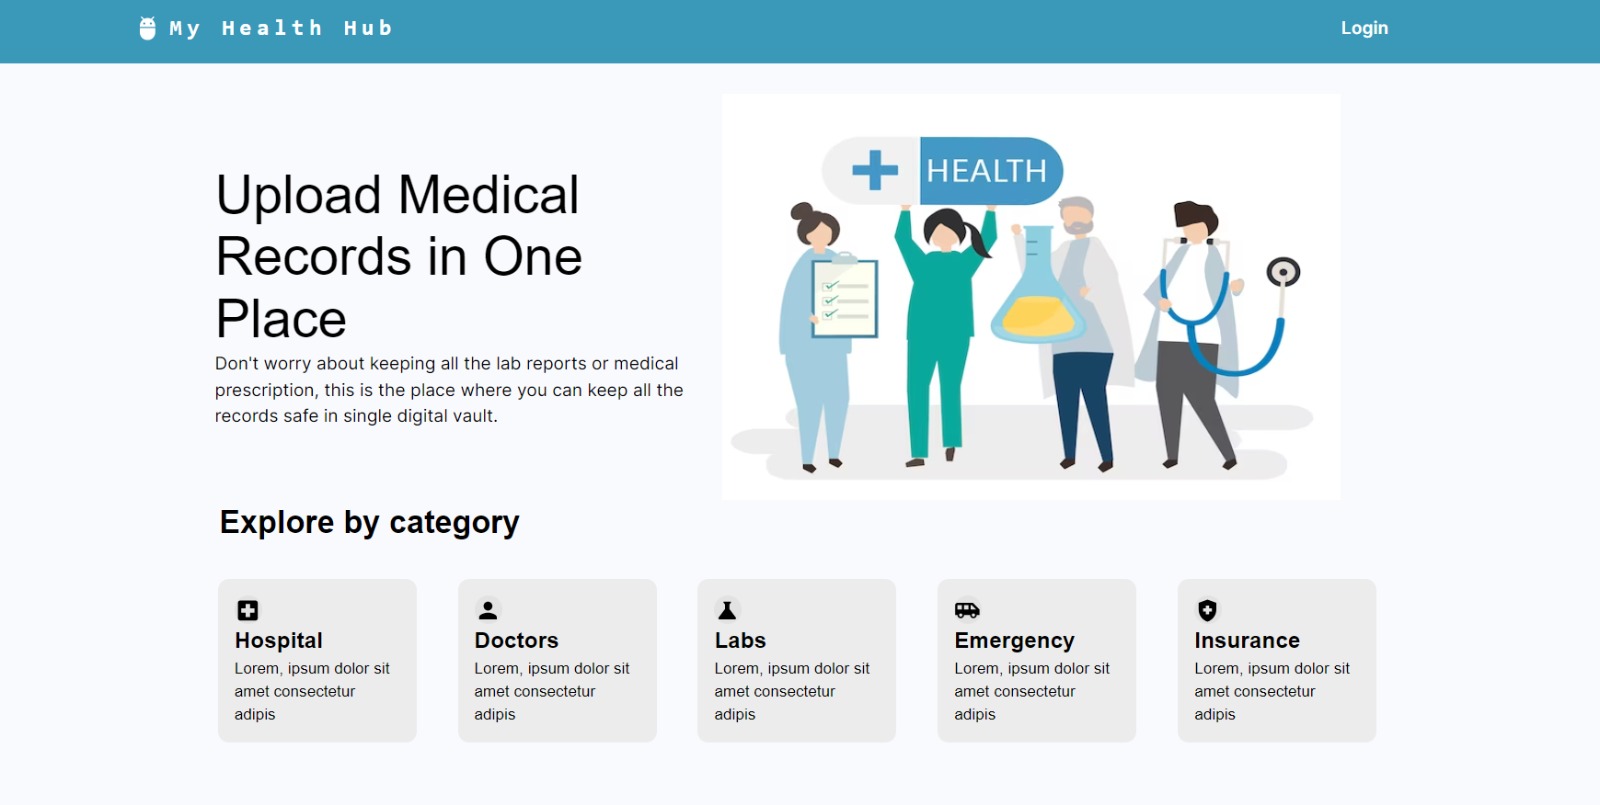 My Health Hub
Login
HEALTH
Upload Medical
Records in One
Place
Don't worry about keeping all the lab reports or medical
prescription, this is the place where you can keep all the
records safe in single digital vault.
Explore by category
Hospital
Lorem, ipsum dolor sit
amet consectetur
adipis
Doctors
Lorem, ipsum dolor sit
amet consectetur
adipis
Labs
Lorem, ipsum dolor sit
amet consectetur
adipis
Emergency
Lorem, ipsum dolor sit
amet consectetur
adipis
Insurance
Lorem, ipsum dolor sit
amet consectetur
adipis